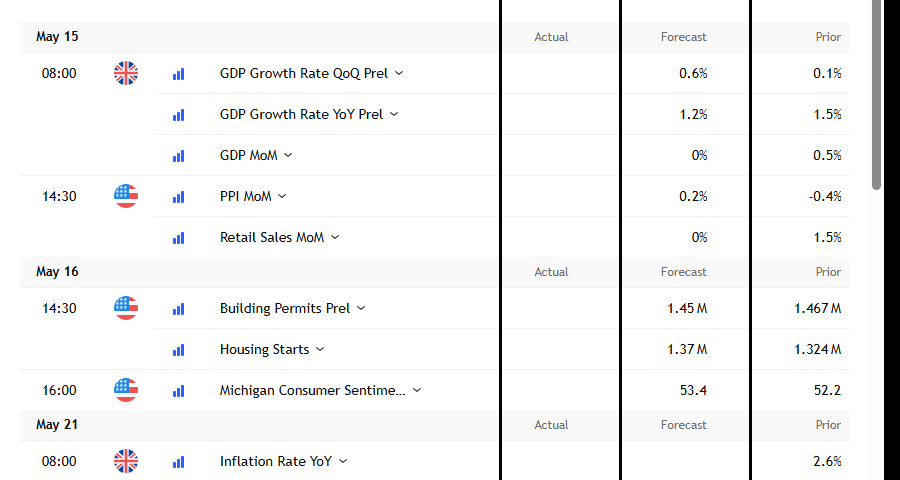 May 15 Actual Forecast Prior
08:00 GDP Growth Rate QoQ Prel 0.6% 0.1%
GDP Growth Rate YoY Prel 1.2% 1.5%
GDP MoM 0% 0.5%
14:30 PPI MoM 0.2% -0.4%
Retail Sales MoM 0% 1.5%
May 16 Actual Forecast Prior
14:30 Building Permits Prel 1.45 M 1.467 M
Housing Starts 1.37 M 1.324 M
16:00 Michigan Consumer Sentime... 53.4 52.2
May 21 Actual Forecast Prior
08:00 Inflation Rate YoY 2.6%